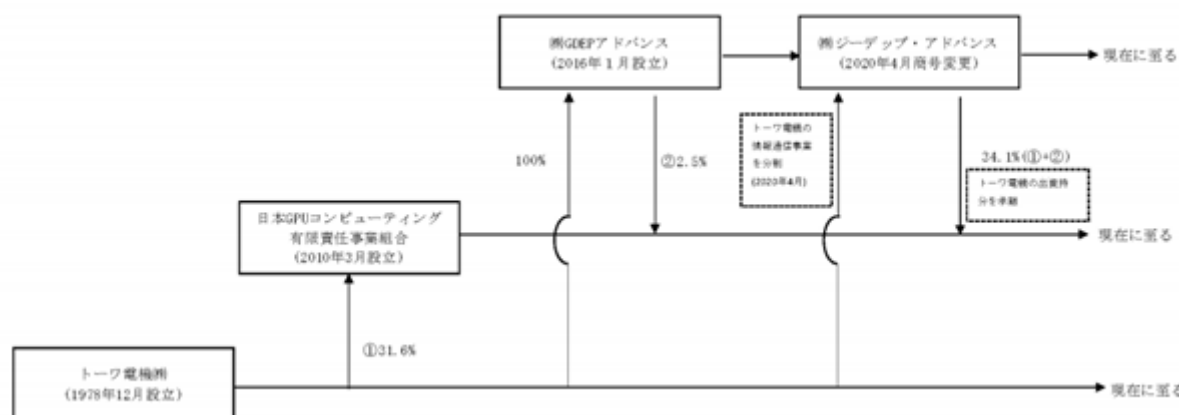 ㈱GDEPアドバンス
(2016年1月設立)
㈱ジーデップ・アドバンス
(2020年4月商号変更)
現在に至る
トーワ電機の
情報通信事業
を分割
(2020年4月)
100%
②2.5%
34.1%(①+②)
トーワ電機の出資持
分を承継
日本GPUコンピューティング
有限責任事業組合
(2010年3月設立)
現在に至る
①31.6%
トーワ電機㈱
(1978年12月設立)
現在に至る